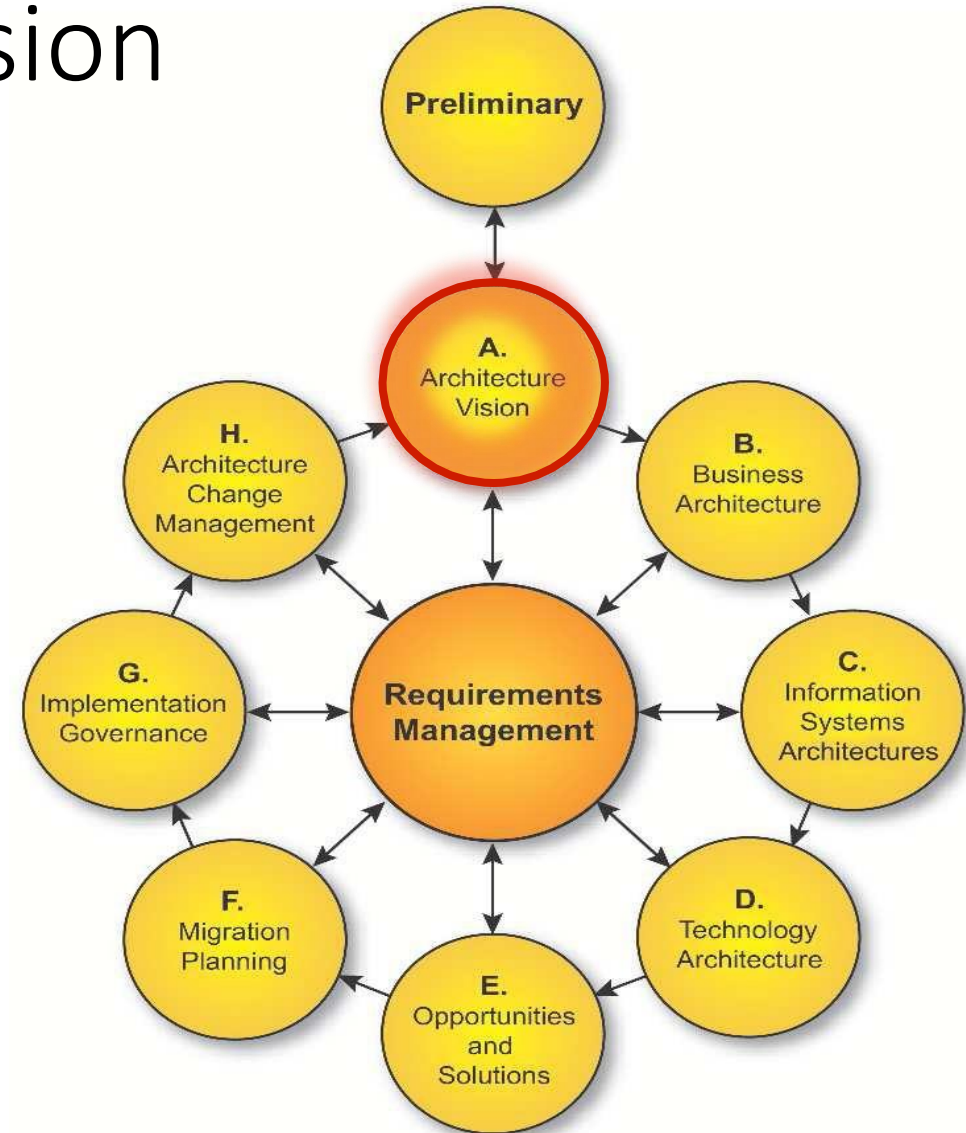 sion
Preliminary
A.
Architecture
Vision
H.
Architecture
Change
Management
B.
Business
Architecture
G.
Implementation
Governance
Requirements
Management
C.
Information
Systems
Architectures
F.
Migration
Planning
D.
Technology
Architecture
E.
Opportunities
and
Solutions